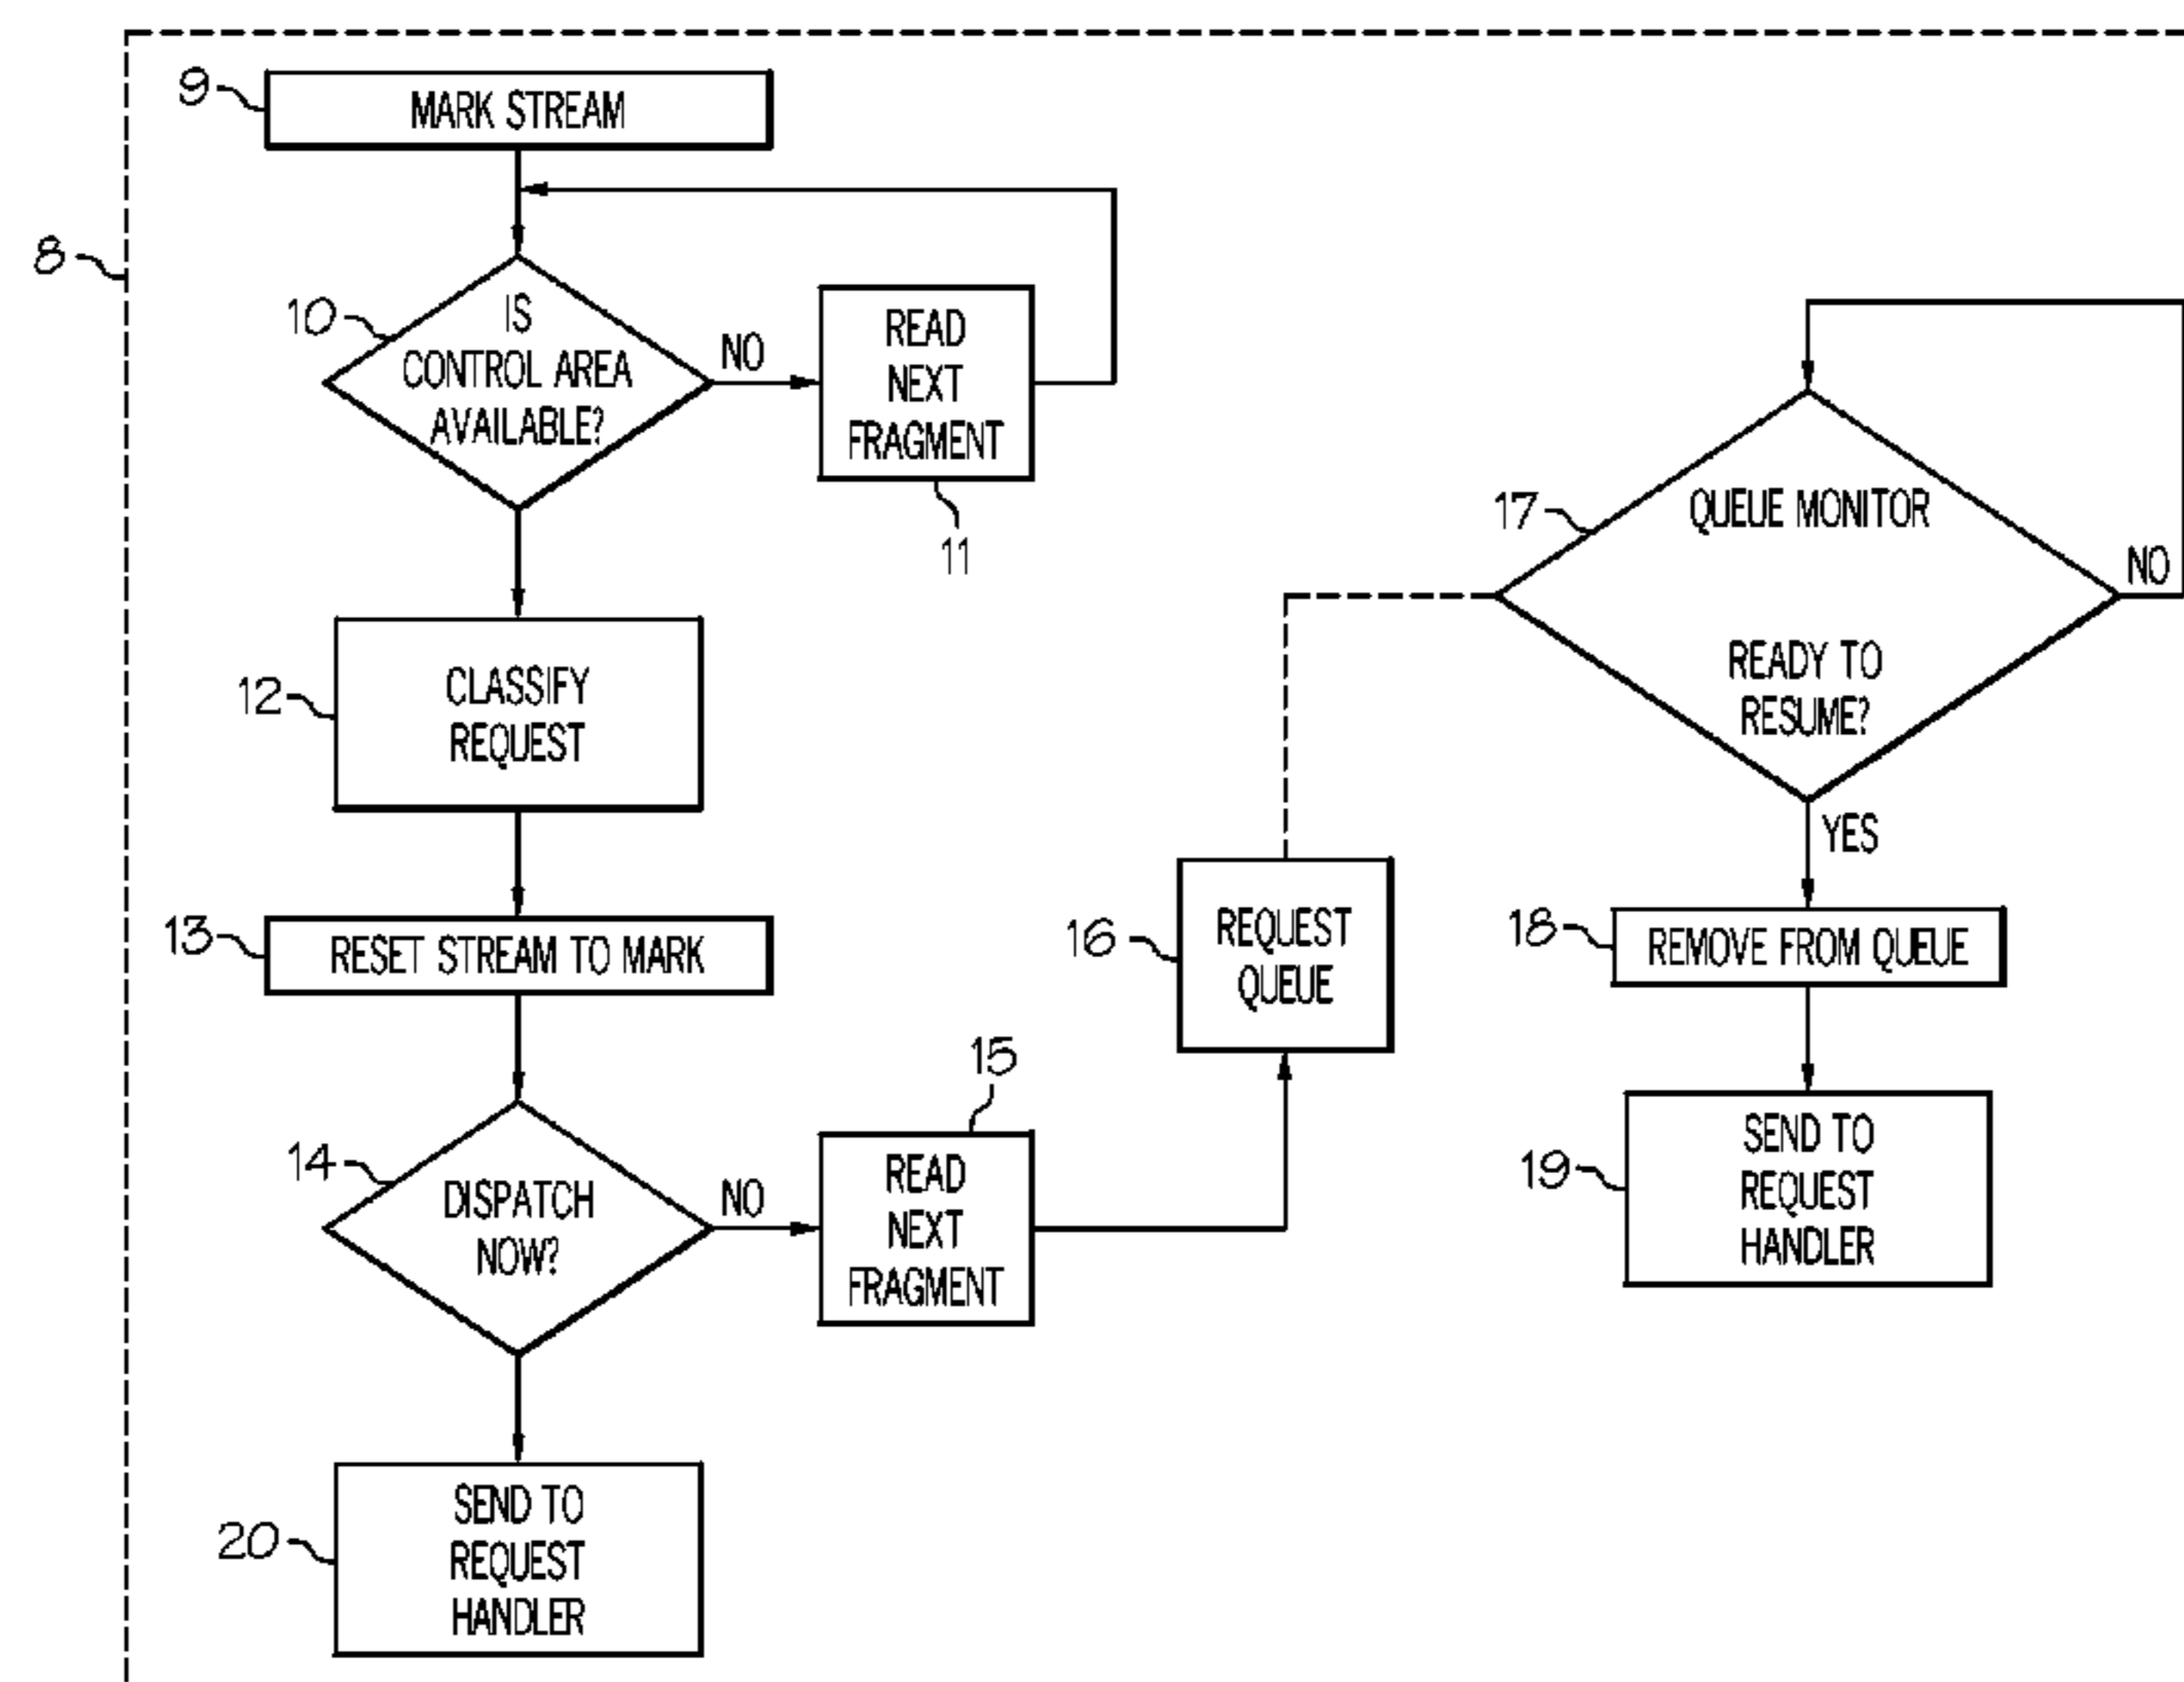 9
MARK STREAM
8
10
IS
CONTROL AREA
AVAILABLE?
NO
READ
NEXT
FRAGMENT
11
12
CLASSIFY
REQUEST
13
RESET STREAM TO MARK
14
DISPATCH
NOW?
NO
15
READ
NEXT
FRAGMENT
16
REQUEST
QUEUE
17
QUEUE MONITOR
READY TO
RESUME?
NO
YES
18
REMOVE FROM QUEUE
19
SEND TO
REQUEST
HANDLER
20
SEND TO
REQUEST
HANDLER